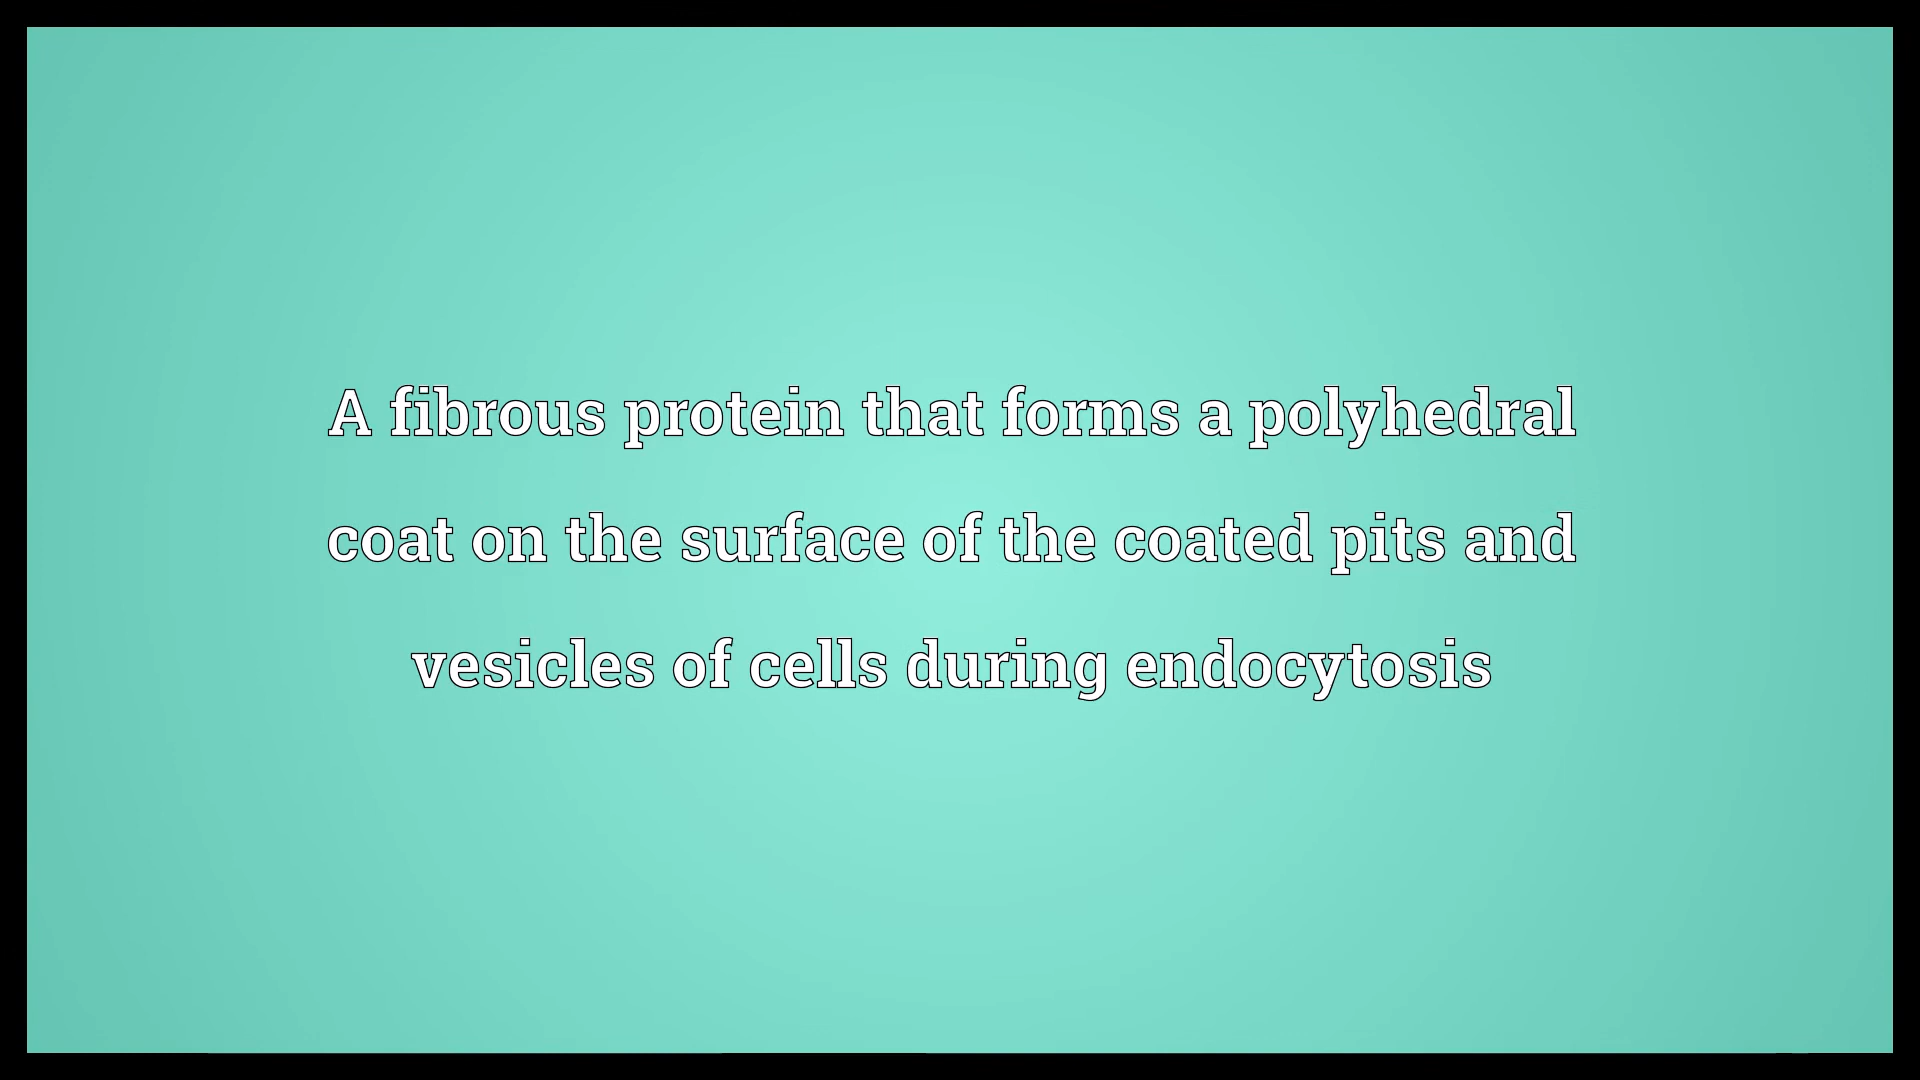 A fibrous protein that forms a polyhedral
coat on the surface of the coated pits and
vesicles of cells during endocytosis